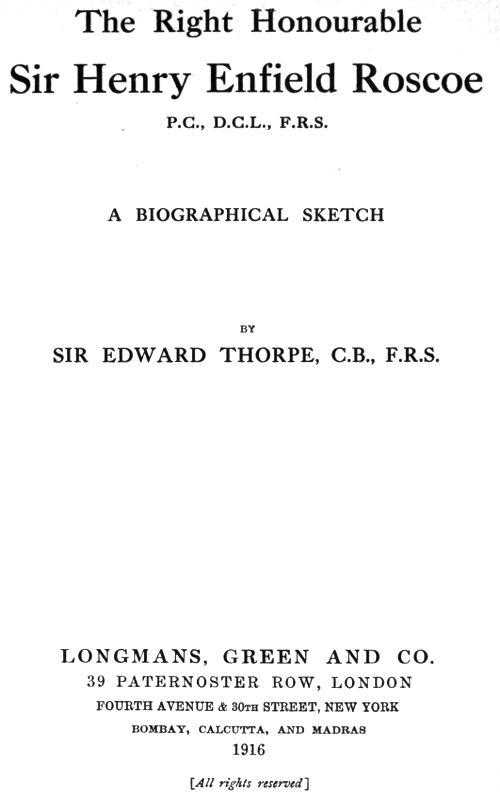 The Right Honourable
Sir Henry Enfield Roscoe
P.C., D.C.L., F.R.S.
A BIOGRAPHICAL SKETCH
BY
SIR EDWARD THORPE, C.B., F.R.S.
LONGMANS, GREEN AND CO.
39 PATERNOSTER ROW, LONDON
FOURTH AVENUE & 30TH STREET, NEW YORK
BOMBAY, CALCUTTA, AND MADRAS
1916
[All rights reserved]